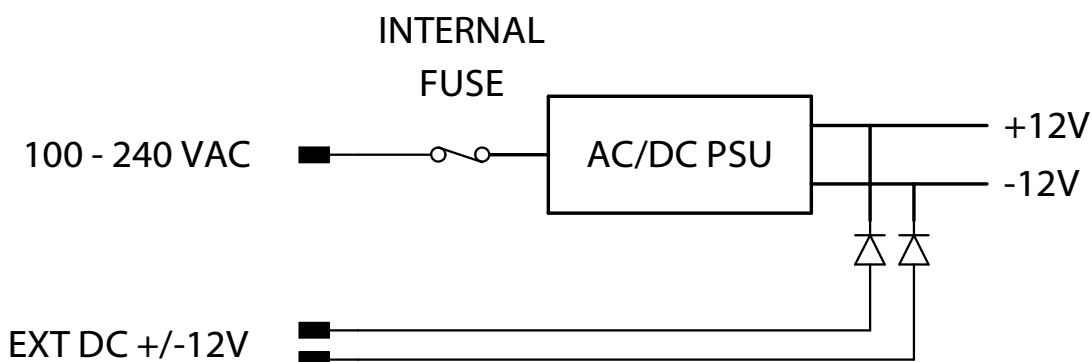 INTERNAL
FUSE
100 - 240 VAC
AC/DC PSU
+12V
-12V
EXT DC +/-12V